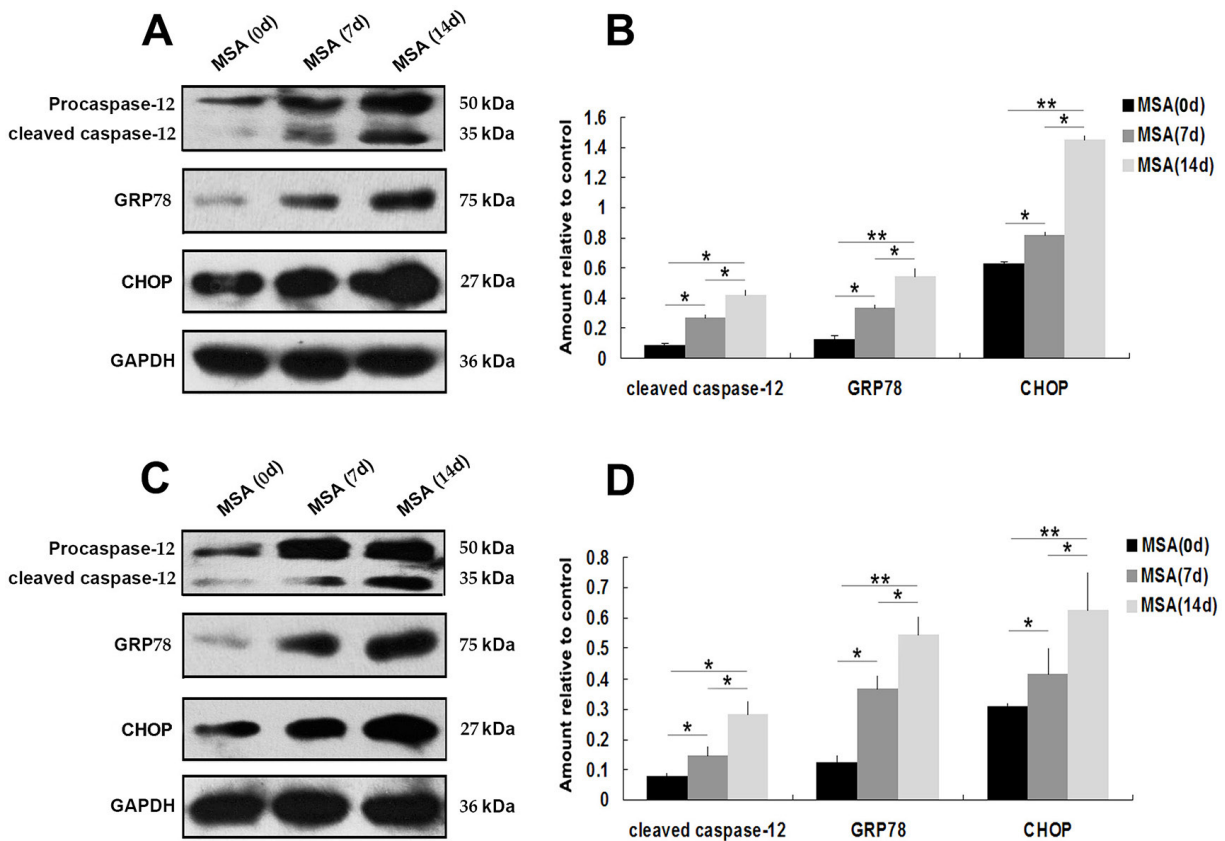 A
MSA (0d) MSA (7d) MSA (14d)
Procaspase-12 50 kDa
cleaved caspase-12 35 kDa
GRP78 75 kDa
CHOP 27 kDa
GAPDH 36 kDa
B
Amount relative to control
1.6
1.4
1.2
1
0.8
0.6
0.4
0.2
0
* * *
* * **
* * **
cleaved caspase-12 GRP78 CHOP
MSA(0d)
MSA(7d)
MSA(14d)
C
MSA (0d) MSA (7d) MSA (14d)
Procaspase-12 50 kDa
cleaved caspase-12 35 kDa
GRP78 75 kDa
CHOP 27 kDa
GAPDH 36 kDa
D
Amount relative to control
0.8
0.7
0.6
0.5
0.4
0.3
0.2
0.1
0
* * *
* * **
* * **
cleaved caspase-12 GRP78 CHOP
MSA(0d)
MSA(7d)
MSA(14d)